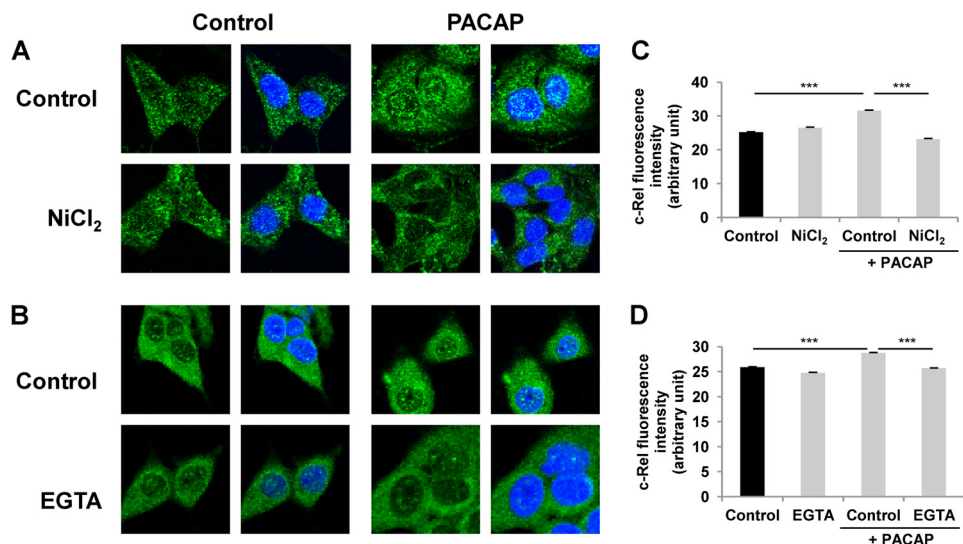 Control PACAP
A
Control
NiCl₂
B
Control
EGTA
C
c-Rel fluorescence
intensity
(arbitrary unit)
40
30
20
10
0
*** ***
Control NiCl₂ Control NiCl₂
+ PACAP
D
c-Rel fluorescence
intensity
(arbitrary unit)
30
25
20
15
10
5
0
*** ***
Control EGTA Control EGTA
+ PACAP